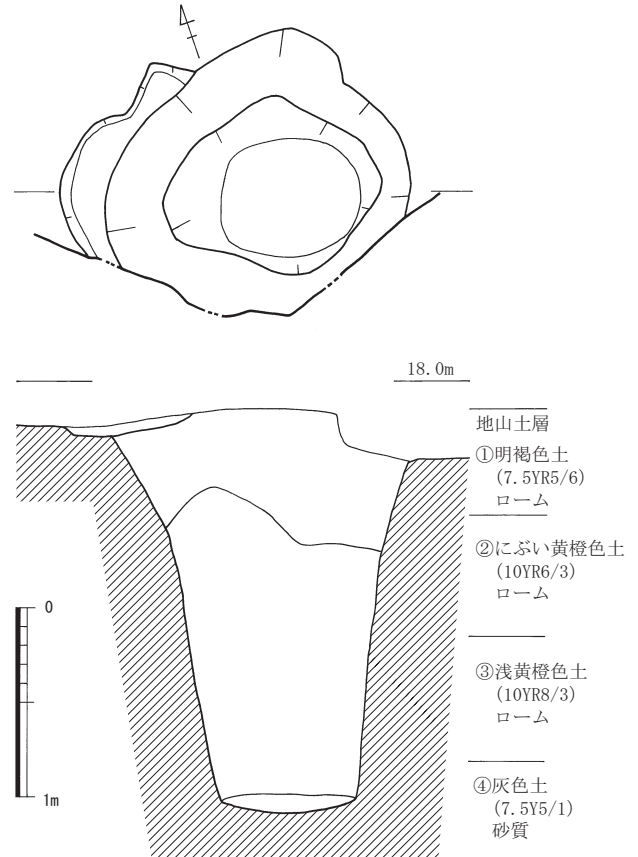 18.0m
地山土層
①明褐色土
(7.5YR5/6)
ローム
②にぶい黄橙色土
(10YR6/3)
ローム
③浅黄橙色土
(10YR8/3)
ローム
④灰色土
(7.5Y5/1)
砂質
0
1m